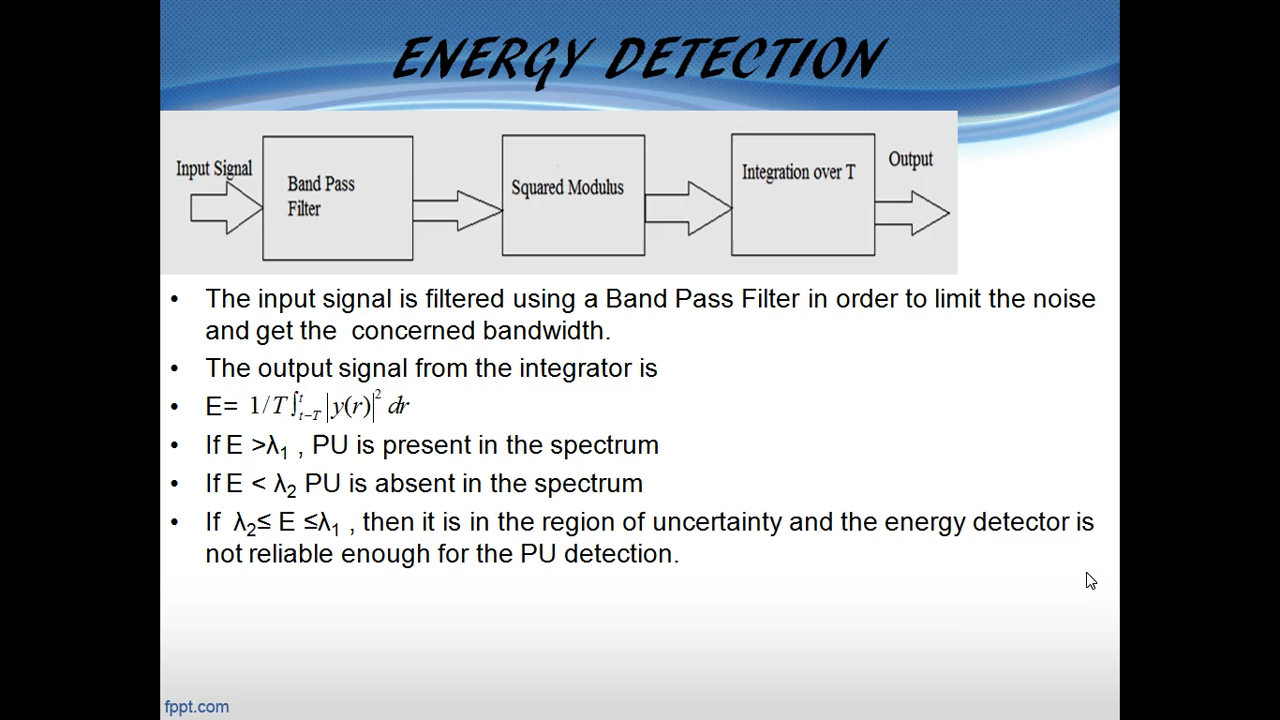 ENERGY DETECTION
Input Signal
Band Pass
Filter
Squared Modulus
Integration over T
Output
• The input signal is filtered using a Band Pass Filter in order to limit the noise
and get the concerned bandwidth.
• The output signal from the integrator is
• E= 1/T∫ₜ₋Tᵗ |y(r)|² dr
• If E >λ₁ , PU is present in the spectrum
• If E < λ₂ PU is absent in the spectrum
• If λ₂≤ E ≤λ₁ , then it is in the region of uncertainty and the energy detector is
not reliable enough for the PU detection.
fppt.com